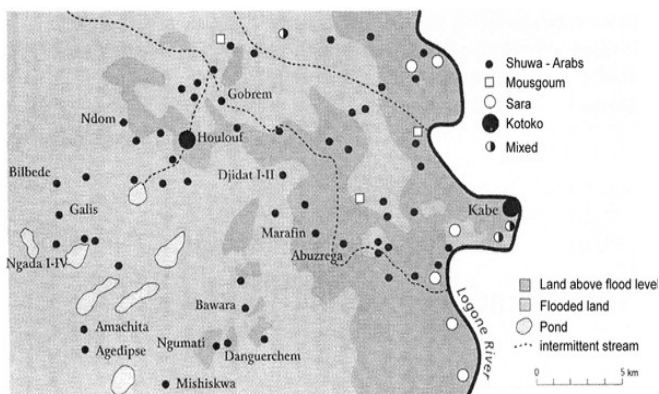 Shuwa - Arabs
Mousgoum
Sara
Kotoko
Mixed
Gobrem
Ndom
Houlouf
Bilbede
Djidat I-II
Galis
Kabe
Marafin
Abuzrega
Ngada I-IV
Bawara
Amachita
Ngumati
Agedipse
Danguerchem
Mishiskwa
Logone River
Land above flood level
Flooded land
Pond
intermittent stream
0
5 km